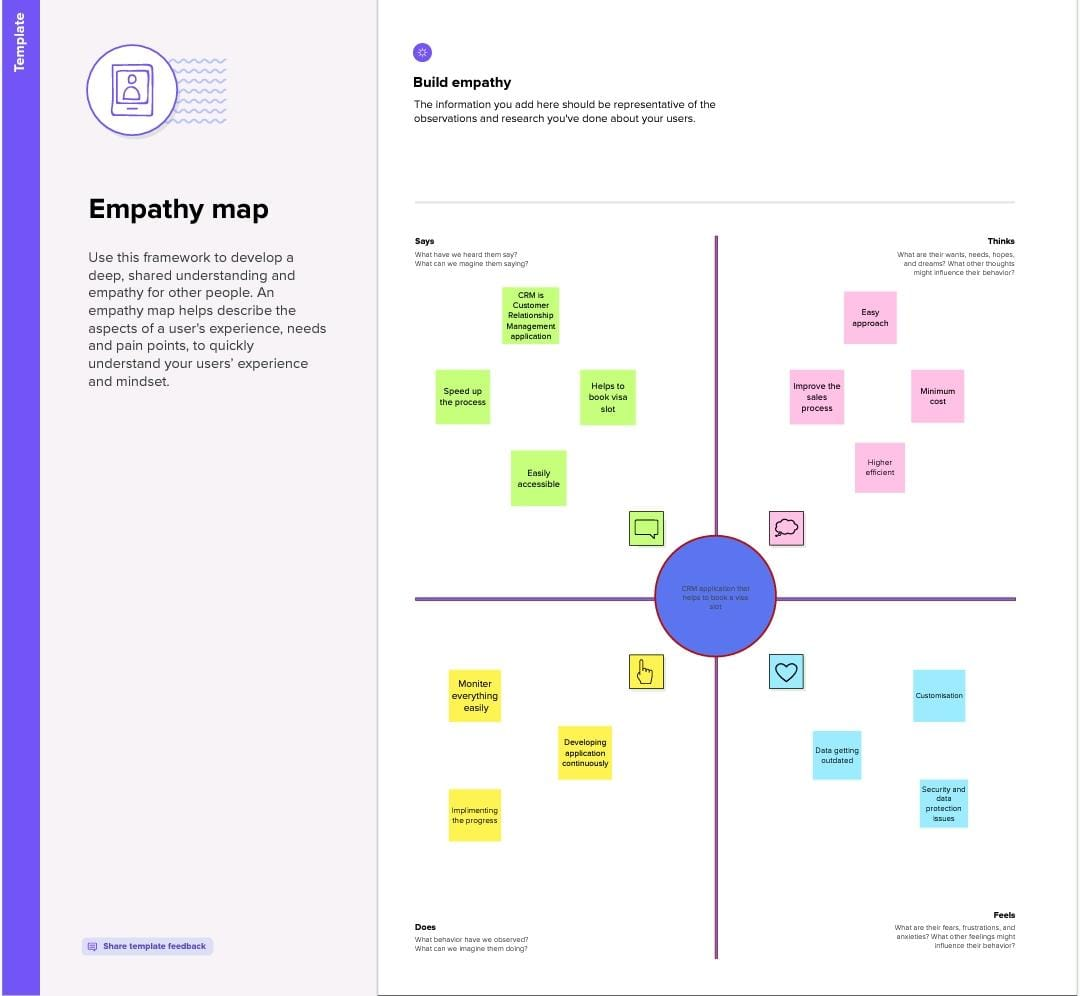 Template
Empathy map
Use this framework to develop a
deep, shared understanding and
empathy for other people. An
empathy map helps describe the
aspects of a user's experience, needs
and pain points, to quickly
understand your users' experience
and mindset.
Share template feedback
Build empathy
The information you add here should be representative of the
observations and research you've done about your users.
Says
What have we heard them say?
What can we magine them saying?
CRM is
Customer
Relationship
Management
application
Speed up
the process
Helps to
book visa
slot
Easily
accessible
Thinks
What are their wants, needs, hopes,
and dreams? What other thoughts
might influence their behavior?
Easy
approach
Improve the
sales
process
Minimum
cost
Higher
efficient
CRM application that
helps to book a visa
slot
Moniter
everything
easily
Developing
application
continuously
Implimenting
the progress
Does
What behavior have we observed?
What can we imagine them doing?
Customisation
Data getting
outdated
Security and
data
protection
issues
Feels
What are their fears, frustrations, and
anxieties? What other feelings might
influence their behavior?